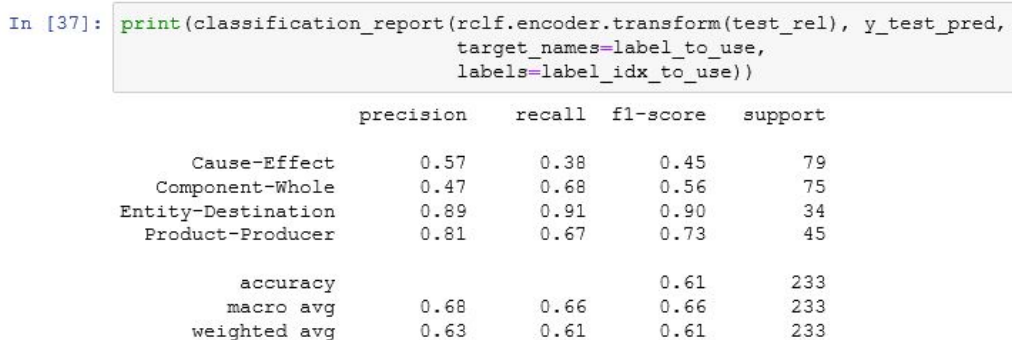 In [37]: print(classification_report(rclf.encoder.transform(test_rel), y_test_pred,
target_names=label_to_use,
labels=label_idx_to_use))
precision recall f1-score support
Cause-Effect 0.57 0.38 0.45 79
Component-Whole 0.47 0.68 0.56 75
Entity-Destination 0.89 0.91 0.90 34
Product-Producer 0.81 0.67 0.73 45
accuracy 0.61 233
macro avg 0.68 0.66 0.66 233
weighted avg 0.63 0.61 0.61 233